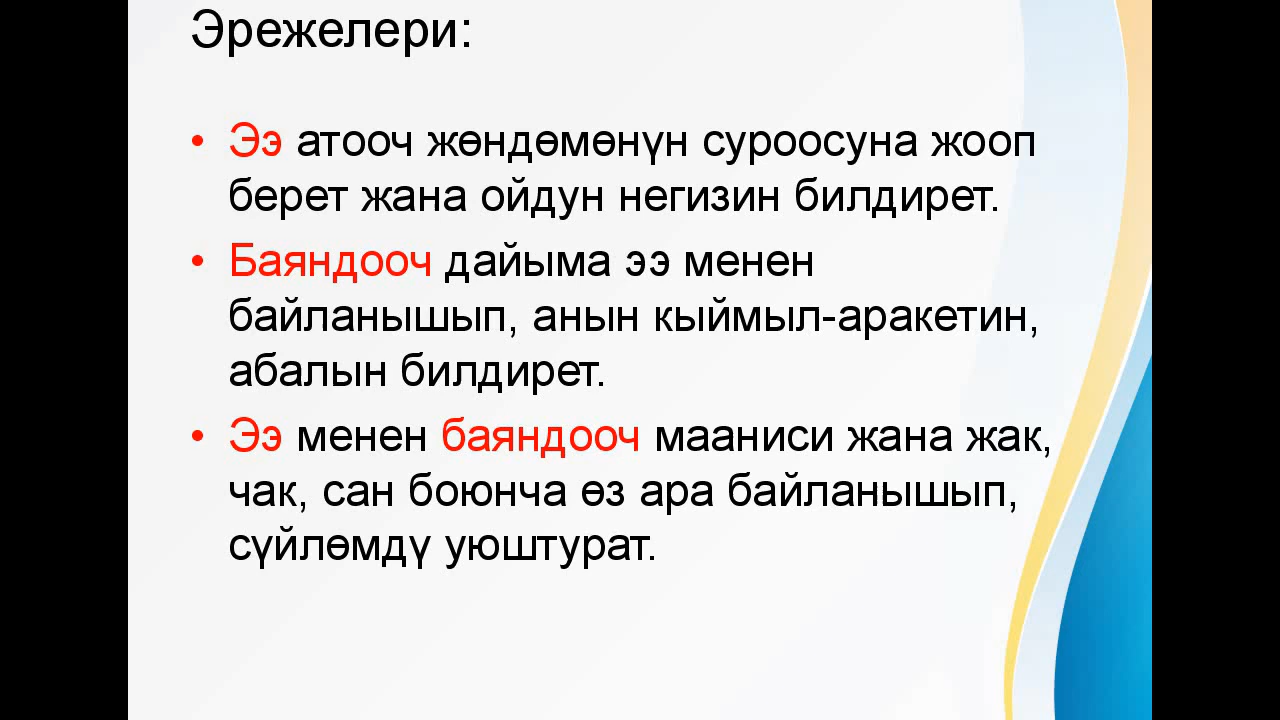 Эрежелери:
• Ээ атооч жөндөмөнүн суроосуна жооп
берет жана ойдун негизин билдирет.
• Баяндооч дайыма ээ менен
байланышып, анын кыймыл-аракетин,
абалын билдирет.
• Ээ менен баяндооч мааниси жана жак,
чак, сан боюнча өз ара байланышып,
сүйлөмдү уюштурат.